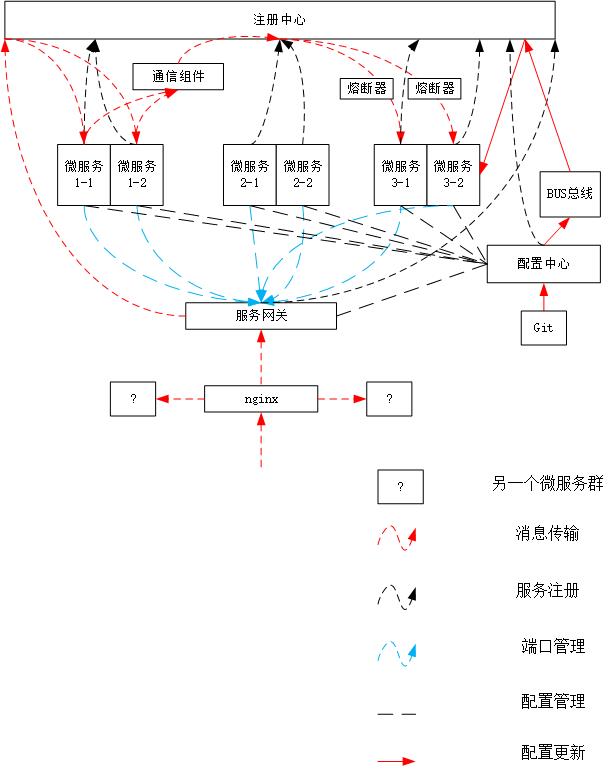 注册中心
通信组件
熔断器
熔断器
微服务
1-1
微服务
1-2
微服务
2-1
微服务
2-2
微服务
3-1
微服务
3-2
BUS总线
配置中心
服务网关
Git
?
nginx
?
?
另一个微服务群
消息传输
服务注册
端口管理
配置管理
配置更新